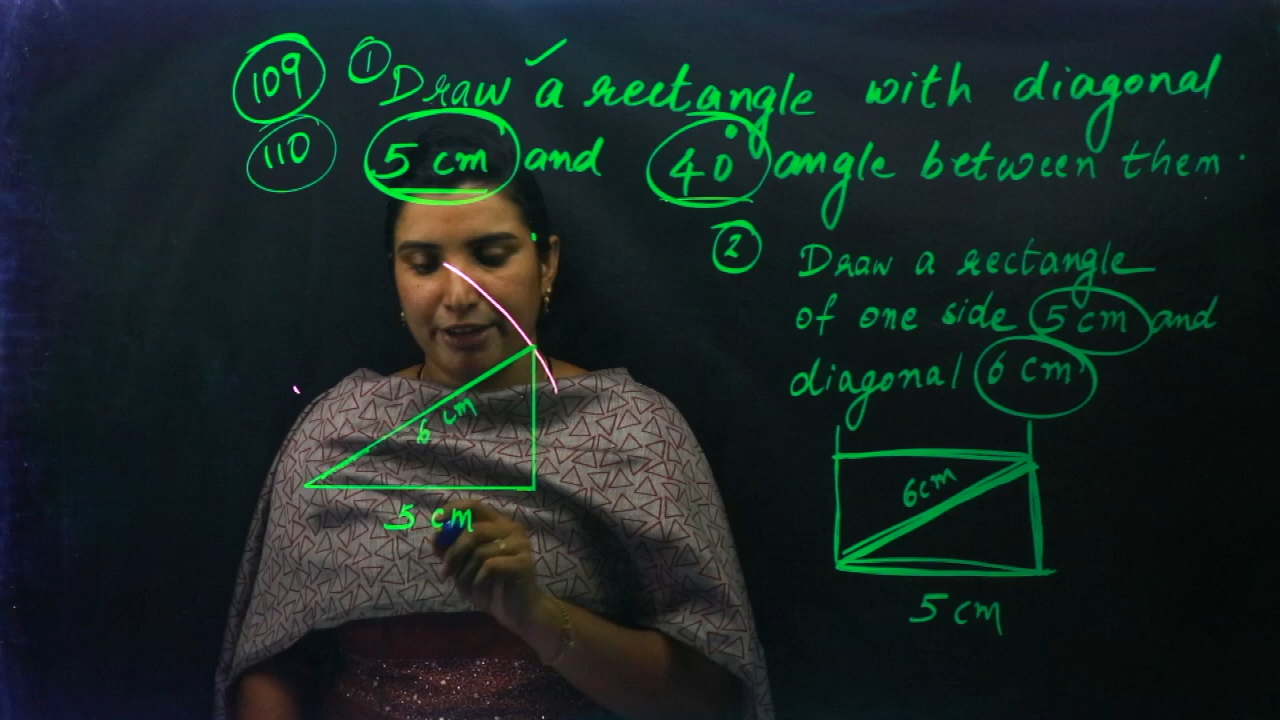 109 ① Draw a rectangle with diagonal
110 5 cm and 40° angle between them.
② Draw a rectangle
of one side 5 cm and
diagonal 6 cm
6 cm
5 cm
6cm
5 cm